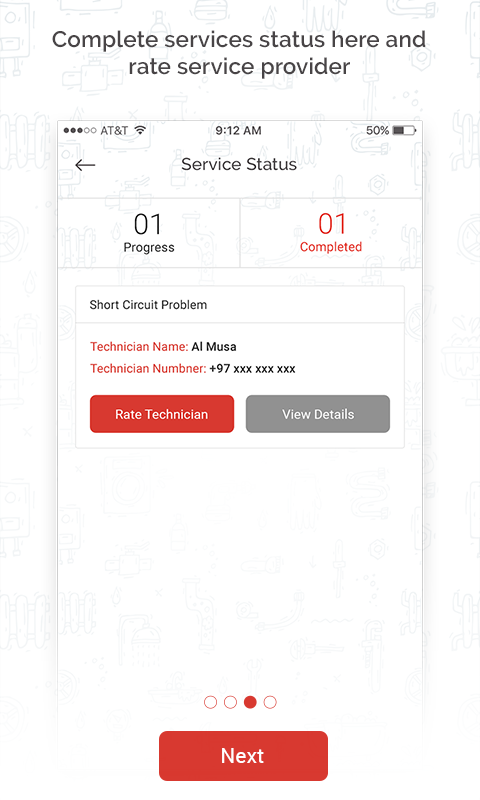 Complete services status here and
rate service provider
AT&T 9:12 AM 50%
Service Status
01 01
Progress Completed
Short Circuit Problem
Technician Name: Al Musa
Technician Numbner: +97 xxx xxx xxx
Rate Technician View Details
Next